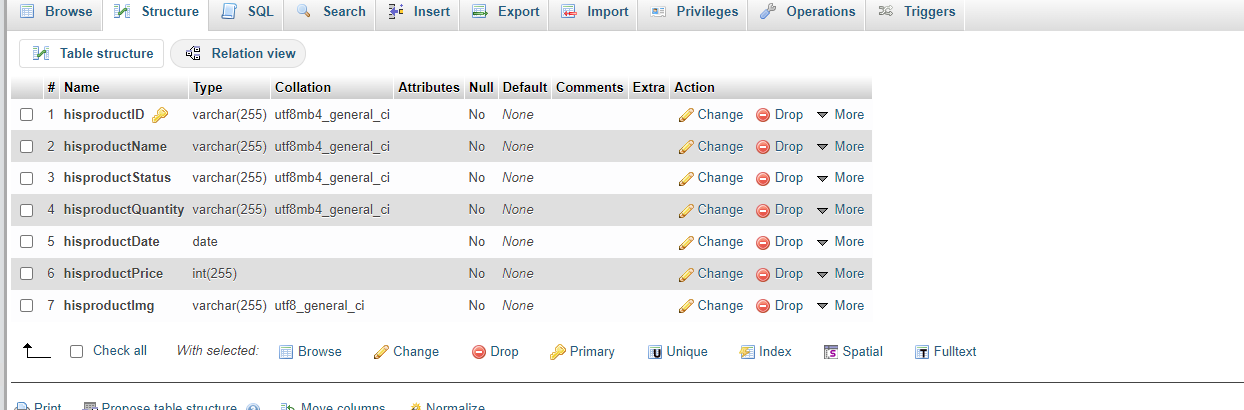 Browse Structure SQL Search Insert Export Import Privileges Operations Triggers
Table structure Relation view
# Name Type Collation Attributes Null Default Comments Extra Action
1 hisproductID varchar(255) utf8mb4_general_ci No None Change Drop More
2 hisproductName varchar(255) utf8mb4_general_ci No None Change Drop More
3 hisproductStatus varchar(255) utf8mb4_general_ci No None Change Drop More
4 hisproductQuantity varchar(255) utf8mb4_general_ci No None Change Drop More
5 hisproductDate date No None Change Drop More
6 hisproductPrice int(255) No None Change Drop More
7 hisproductImg varchar(255) utf8_general_ci No None Change Drop More
Check all With selected: Browse Change Drop Primary Unique Index Spatial Fulltext
Print Propose table structure Move columns Normalize